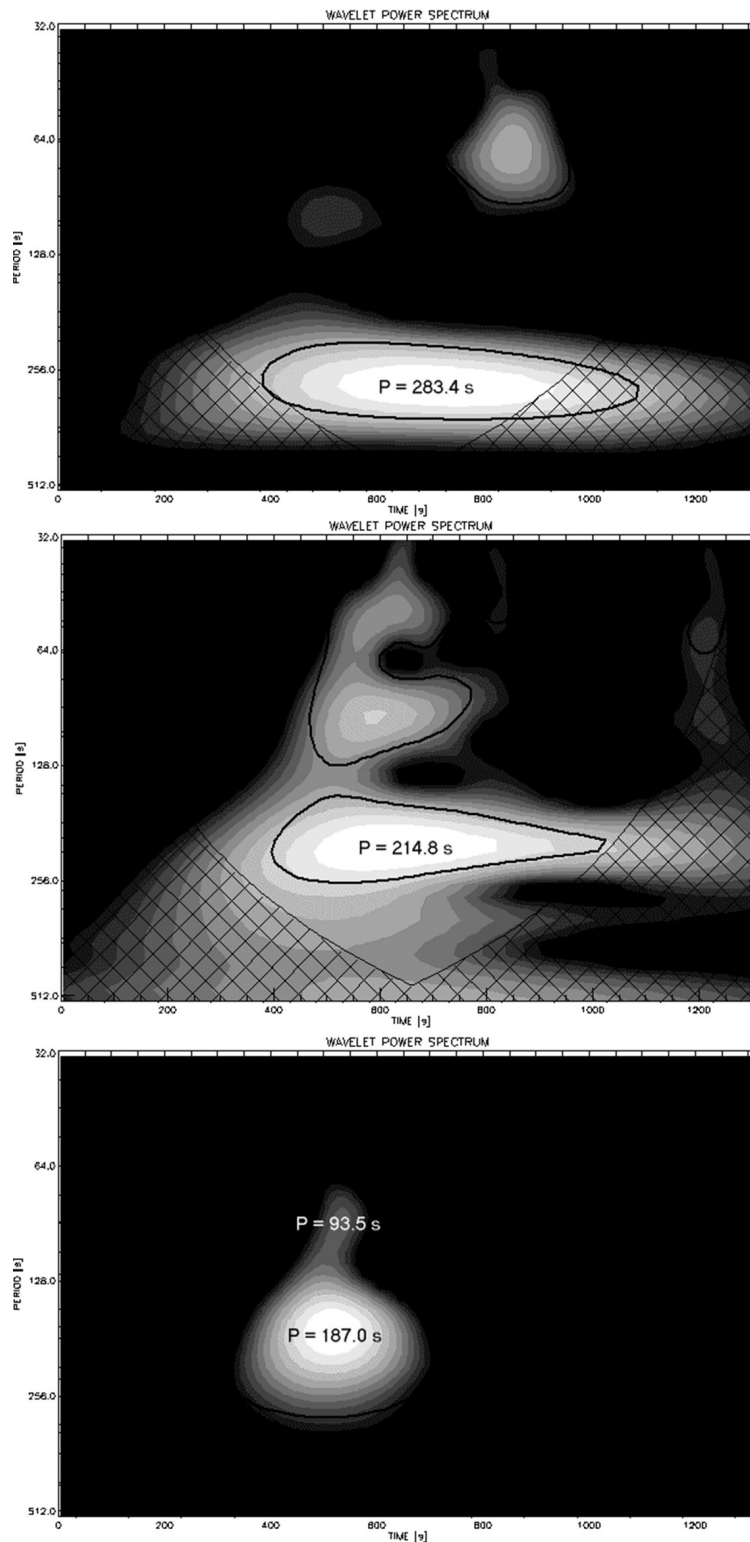 WAVELET POWER SPECTRUM
32.0
64.0
128.0
256.0
512.0
PERIOD [s]
P = 283.4 s
0 200 400 600 800 1000 1200
TIME [s]
WAVELET POWER SPECTRUM
32.0
64.0
128.0
256.0
512.0
PERIOD [s]
P = 214.8 s
0 200 400 600 800 1000 1200
TIME [s]
WAVELET POWER SPECTRUM
32.0
64.0
128.0
256.0
512.0
PERIOD [s]
P = 93.5 s
P = 187.0 s
0 200 400 600 800 1000 1200
TIME [s]